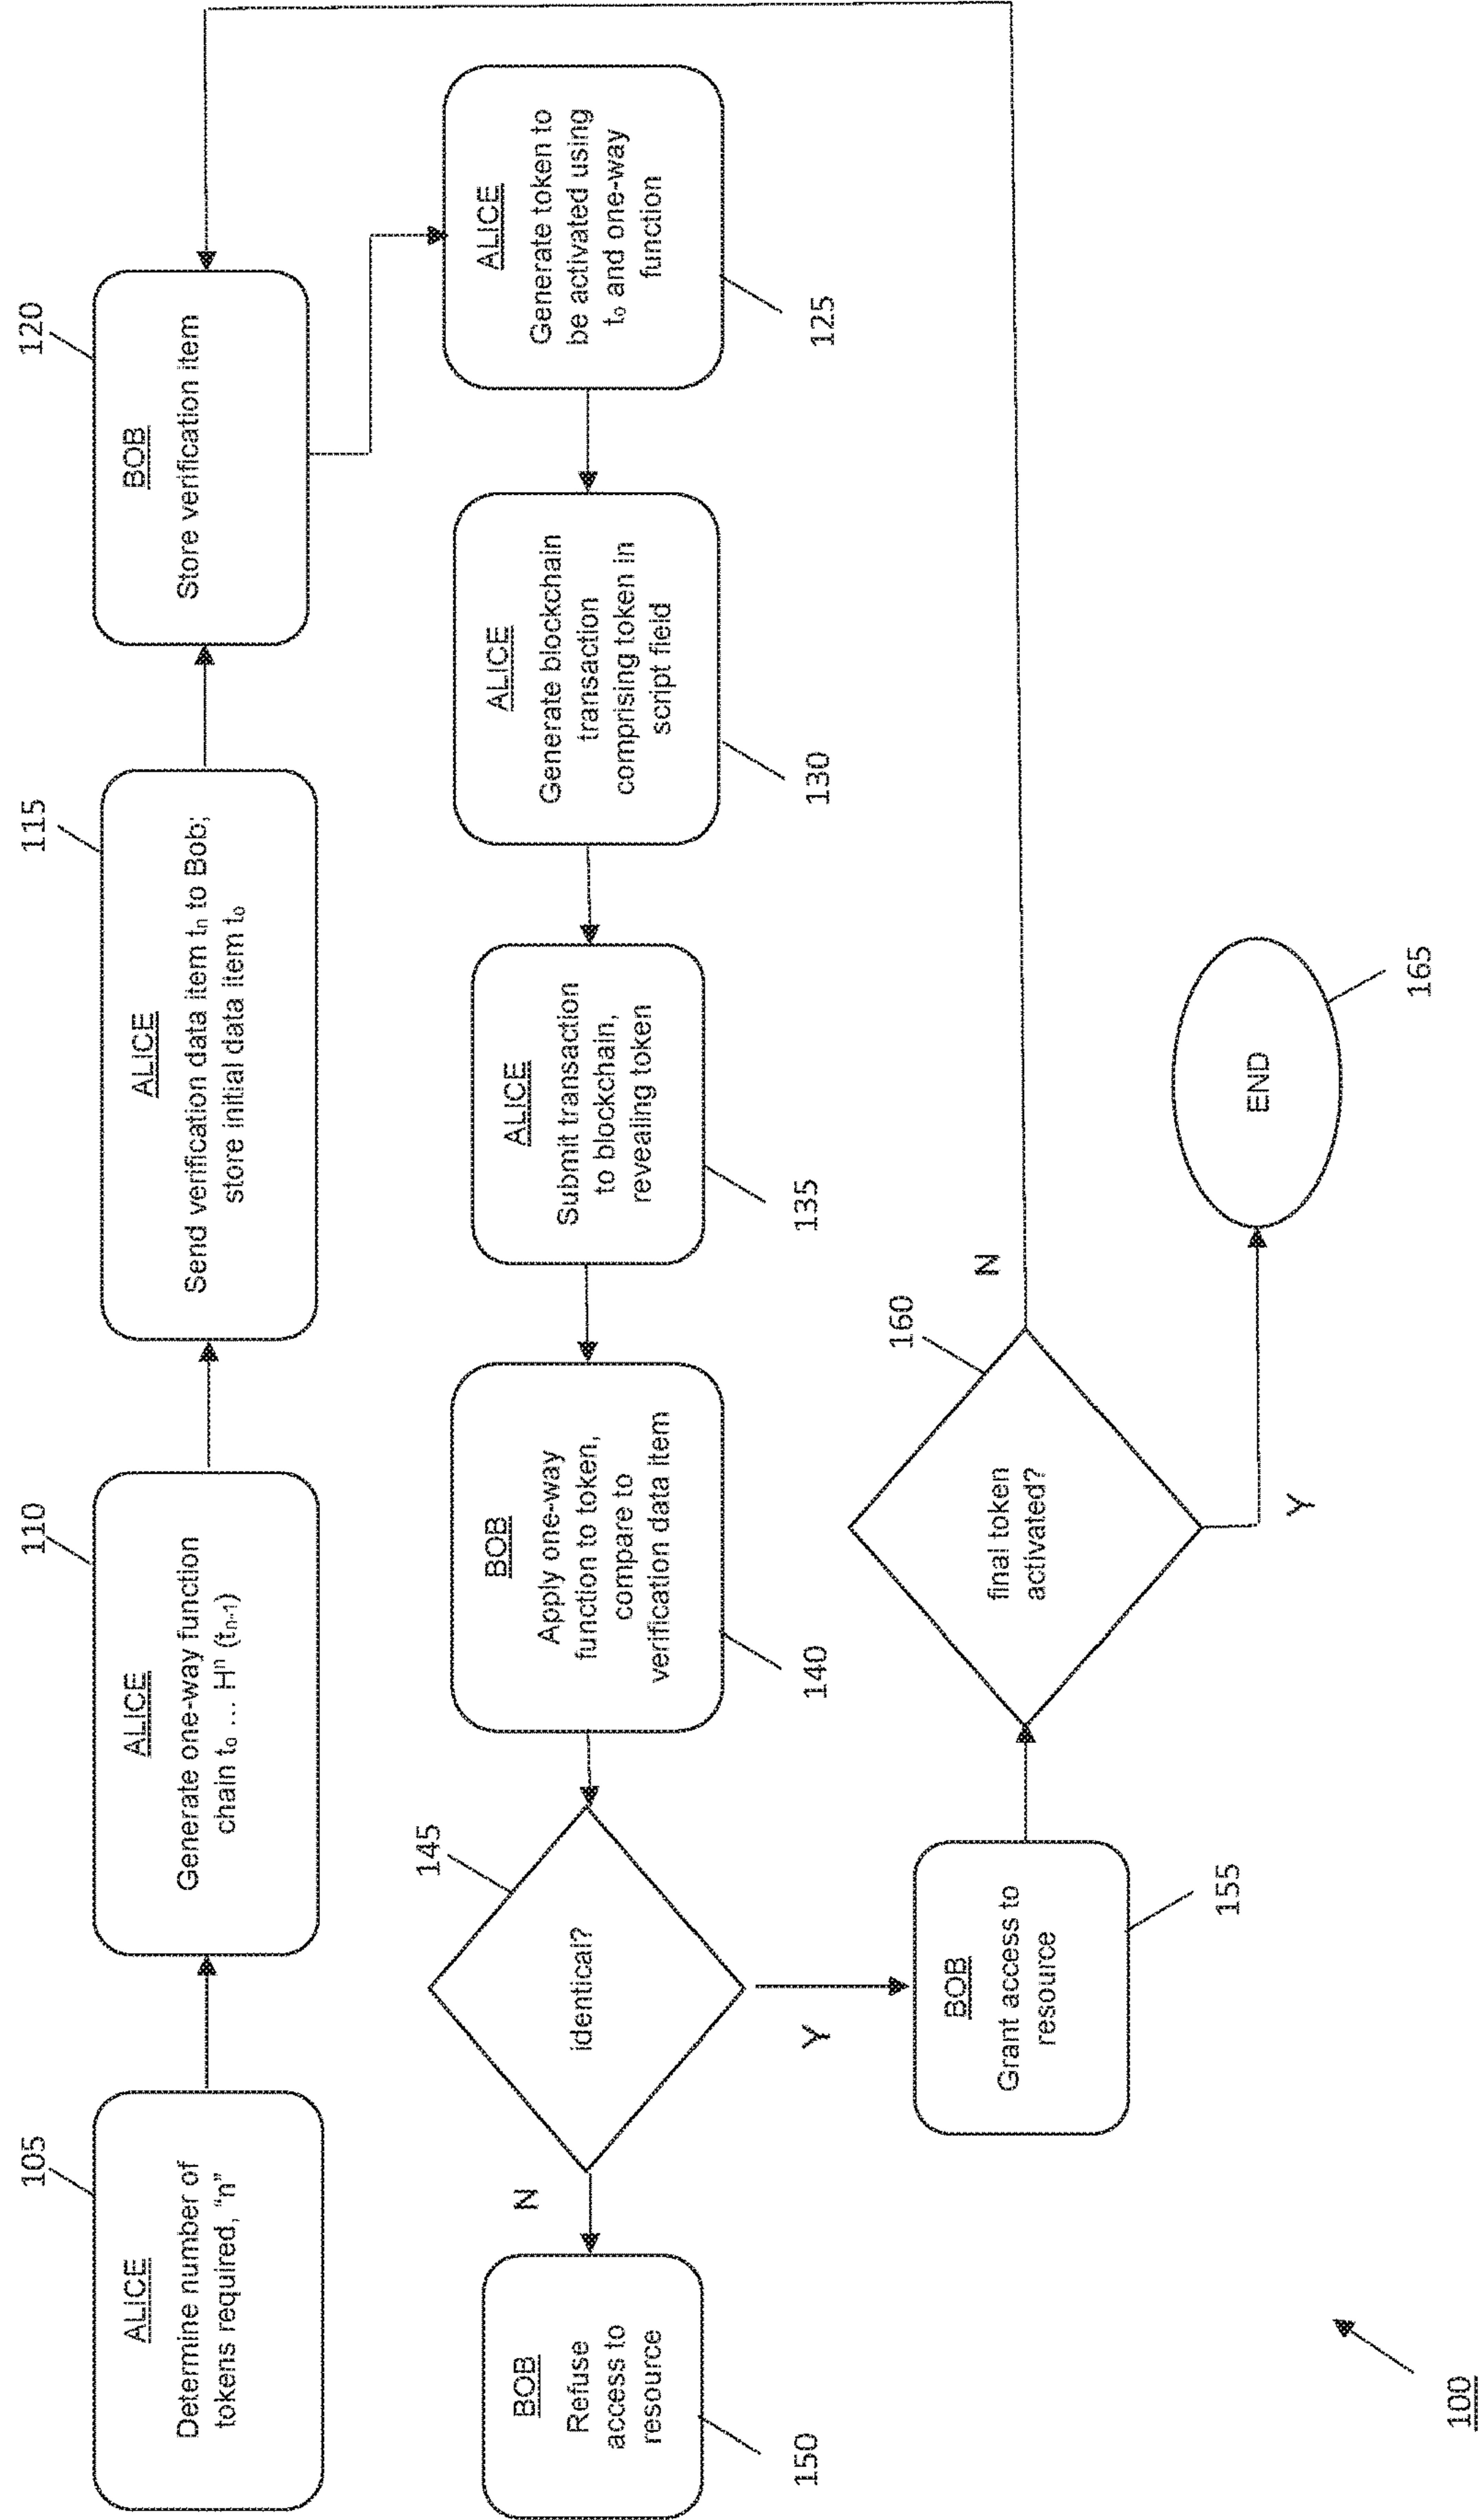 105
ALICE
Determine number of
tokens required, "n"
110
ALICE
Generate one-way function
chain t₀ ... Hⁿ (tₙ₋₁)
115
ALICE
Send verification data item tₙ to Bob;
store initial data item t₀
120
BOB
Store verification item
ALICE
Generate token to
be activated using
t₀ and one-way
function
125
ALICE
Generate blockchain
transaction
comprising token in
script field
130
ALICE
Submit transaction
to blockchain,
revealing token
135
BOB
Apply one-way
function to token,
compare to
verification data item
140
145
identical?
N
Y
BOB
Refuse
access to
resource
150
BOB
Grant access to
resource
155
160
final token
activated?
N
Y
END
165
100